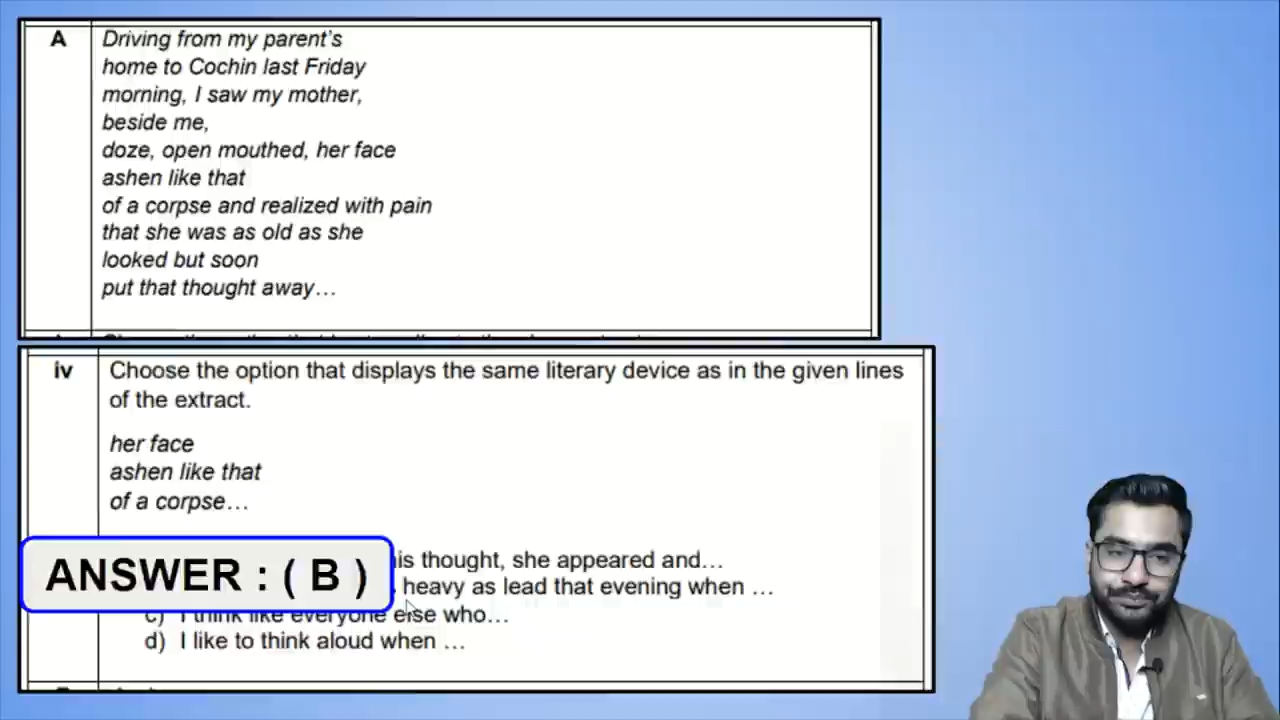 A
Driving from my parent's
home to Cochin last Friday
morning, I saw my mother,
beside me,
doze, open mouthed, her face
ashen like that
of a corpse and realized with pain
that she was as old as she
looked but soon
put that thought away…
iv
Choose the option that displays the same literary device as in the given lines
of the extract.
her face
ashen like that
of a corpse…
thought, she appeared and…
ANSWER : ( B )
heavy as lead that evening when …
c) I think like everyone else who…
d) I like to think aloud when …